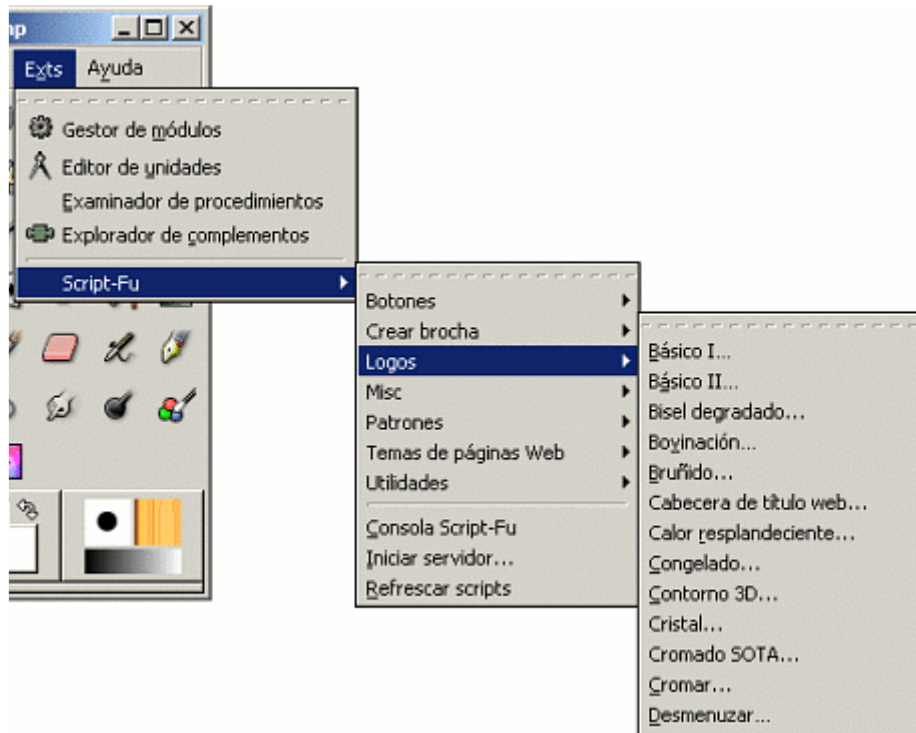 mp
Exts Ayuda
Gestor de módulos
Editor de unidades
Examinador de procedimientos
Explorador de complementos
Script-Fu
Botones
Crear brocha
Logos
Misc
Patrones
Temas de páginas Web
Utilidades
Consola Script-Fu
Iniciar servidor...
Refrescar scripts
Básico I...
Básico II...
Bisel degradado...
Bovinación...
Bruñido...
Cabecera de título web...
Calor resplandeciente...
Congelado...
Contorno 3D...
Cristal...
Cromado SOTA...
Cromar...
Desmenuzar...